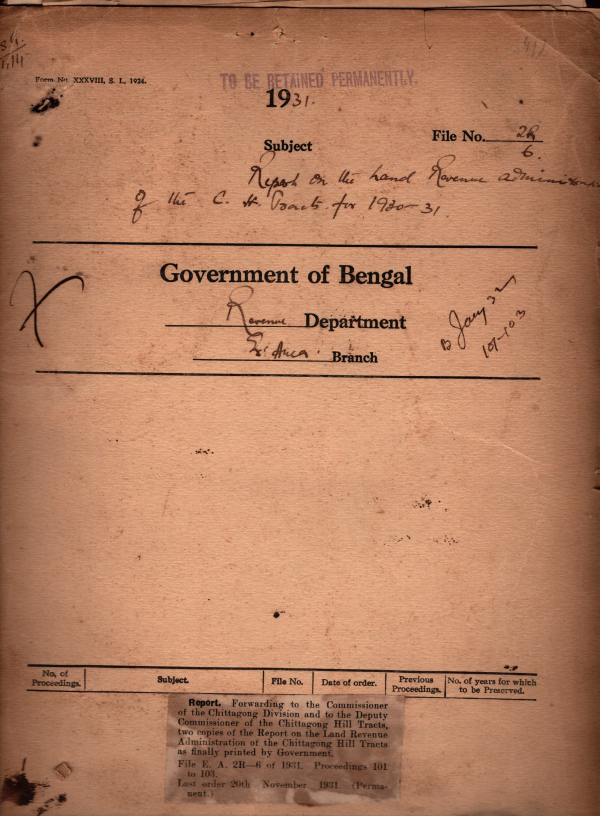 Form No. XXXVIII, S. I., 1926.
TO BE RETAINED PERMANENTLY.
1931.
File No. 2R
6.
Subject
Report on the Land Revenue
of the C. H. Tracts for 1930-31.
Government of Bengal
Revenue Department
Branch
B Jany 32
101-103
No. of Proceedings.
Subject.
File No.
Date of order.
Previous Proceedings.
No. of years for which to be Preserved.
Report. Forwarding to the Commissioner
of the Chittagong Division and to the Deputy
Commissioner of the Chittagong Hill Tracts,
two copies of the Report on the Land Revenue
Administration of the Chittagong Hill Tracts
as finally printed by Government.
File E. A. 2R—6 of 1931. Proceedings 101
to 103.
Last order 20th November 1931 (Perma-
nent.)